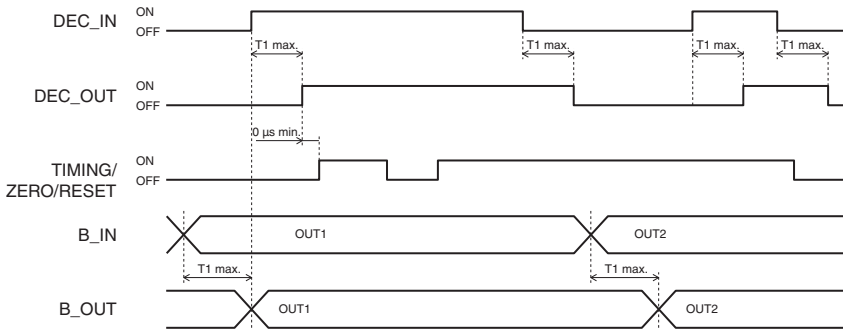 DEC_IN
ON
OFF
T1 max. T1 max. T1 max. T1 max.
DEC_OUT
ON
OFF
0 µs min.
TIMING/
ZERO/RESET
ON
OFF
B_IN
OUT1 OUT2
T1 max. T1 max.
B_OUT
OUT1 OUT2